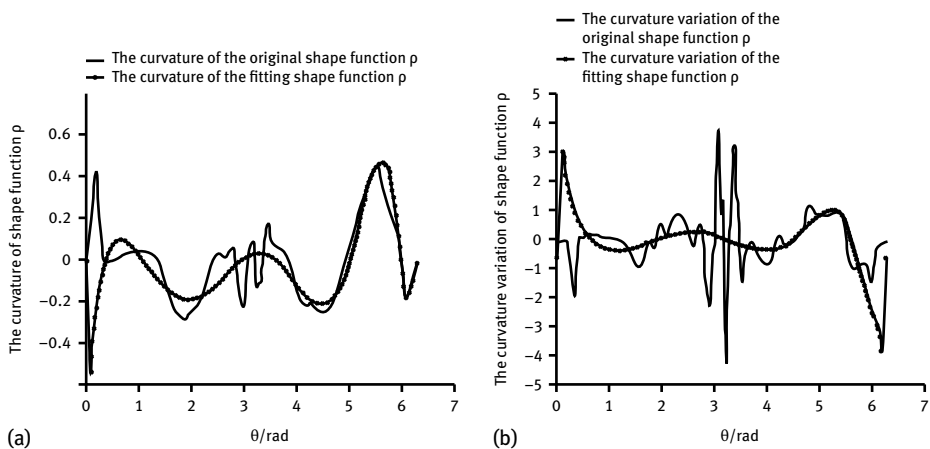 The curvature of the original shape function ρ
The curvature of the fitting shape function ρ
The curvature of shape function ρ
0.6
0.4
0.2
0
−0.2
−0.4
0 1 2 3 4 5 6 7
θ/rad
(a)
The curvature variation of the
original shape function ρ
The curvature variation of the
fitting shape function ρ
The curvature variation of shape function ρ
5
4
3
2
1
0
−1
−2
−3
−4
−5
0 1 2 3 4 5 6 7
θ/rad
(b)